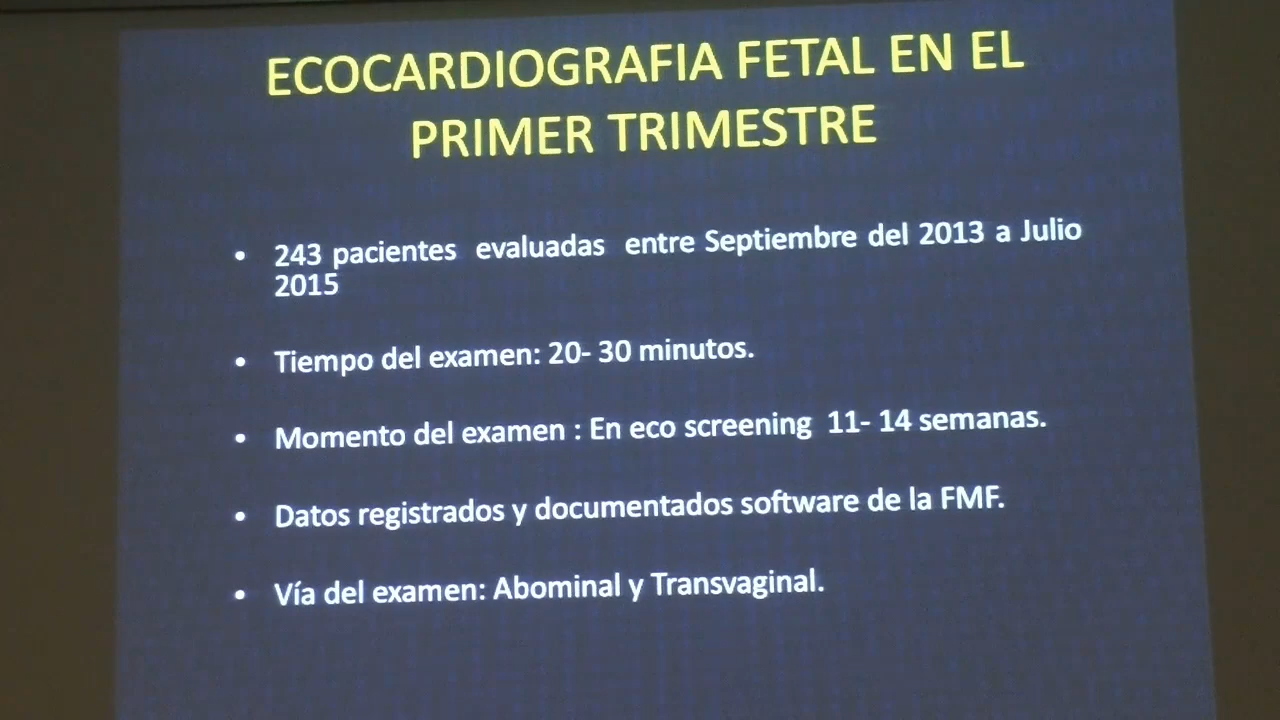 ECOCARDIOGRAFIA FETAL EN EL
PRIMER TRIMESTRE
• 243 pacientes evaluadas entre Septiembre del 2013 a Julio
2015
• Tiempo del examen: 20- 30 minutos.
• Momento del examen : En eco screening 11- 14 semanas.
• Datos registrados y documentados software de la FMF.
• Vía del examen: Abominal y Transvaginal.